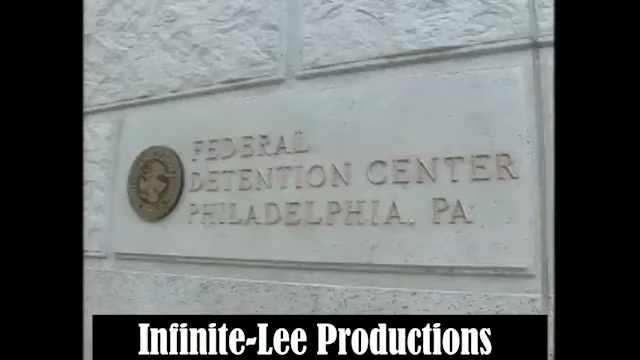 FEDERAL
DETENTION CENTER
PHILADELPHIA, PA
Infinite-Lee Productions